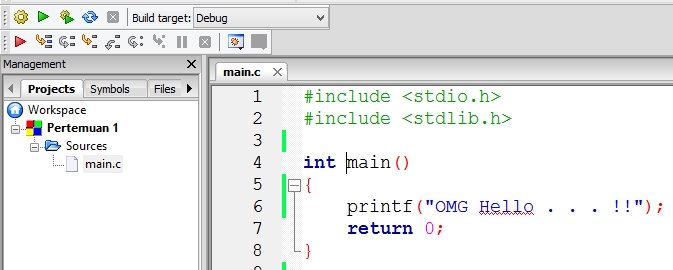 Build target: Debug
Management
Projects Symbols Files
Workspace
Pertemuan 1
Sources
main.c
main.c
1 #include <stdio.h>
2 #include <stdlib.h>
3
4 int main()
5 {
6 printf("OMG Hello . . . !!");
7 return 0;
8 }